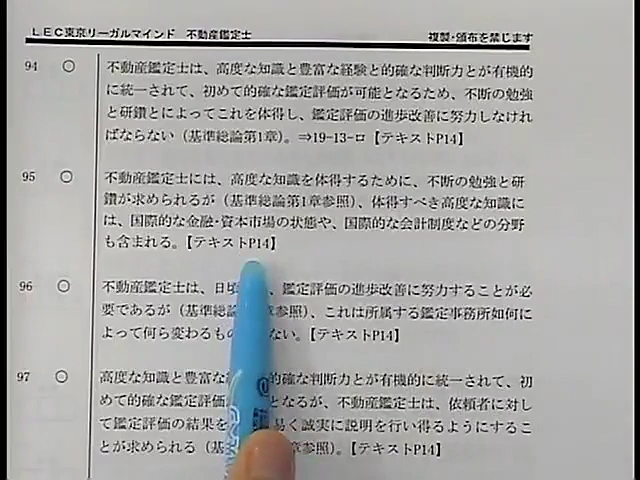 LEC東京リーガルマインド 不動産鑑定士 複製・頒布を禁じます
94 ○ 不動産鑑定士は、高度な知識と豊富な経験と的確な判断力とが有機的
に統一されて、初めて的確な鑑定評価が可能となるため、不断の勉強
と研鑽とによってこれを体得し、鑑定評価の進歩改善に努力しなけれ
ばならない（基準総論第1章）。⇒19-13-ロ【テキストP14】
95 ○ 不動産鑑定士には、高度な知識を体得するために、不断の勉強と研
鑽が求められるが（基準総論第1章参照）、体得すべき高度な知識に
は、国際的な金融・資本市場の状態や、国際的な会計制度などの分野
も含まれる。【テキストP14】
96 ○ 不動産鑑定士は、日 、鑑定評価の進歩改善に努力することが必
要であるが（基準総 章参照）、これは所属する鑑定事務所如何に
よって何ら変わるも ない。【テキストP14】
97 ○ 高度な知識と豊富な 的確な判断力とが有機的に統一されて、初
めて的確な鑑定評価 となるが、不動産鑑定士は、依頼者に対し
て鑑定評価の結果を 易く誠実に説明を行い得るようにするこ
とが求められる（基 章参照）。【テキストP14】